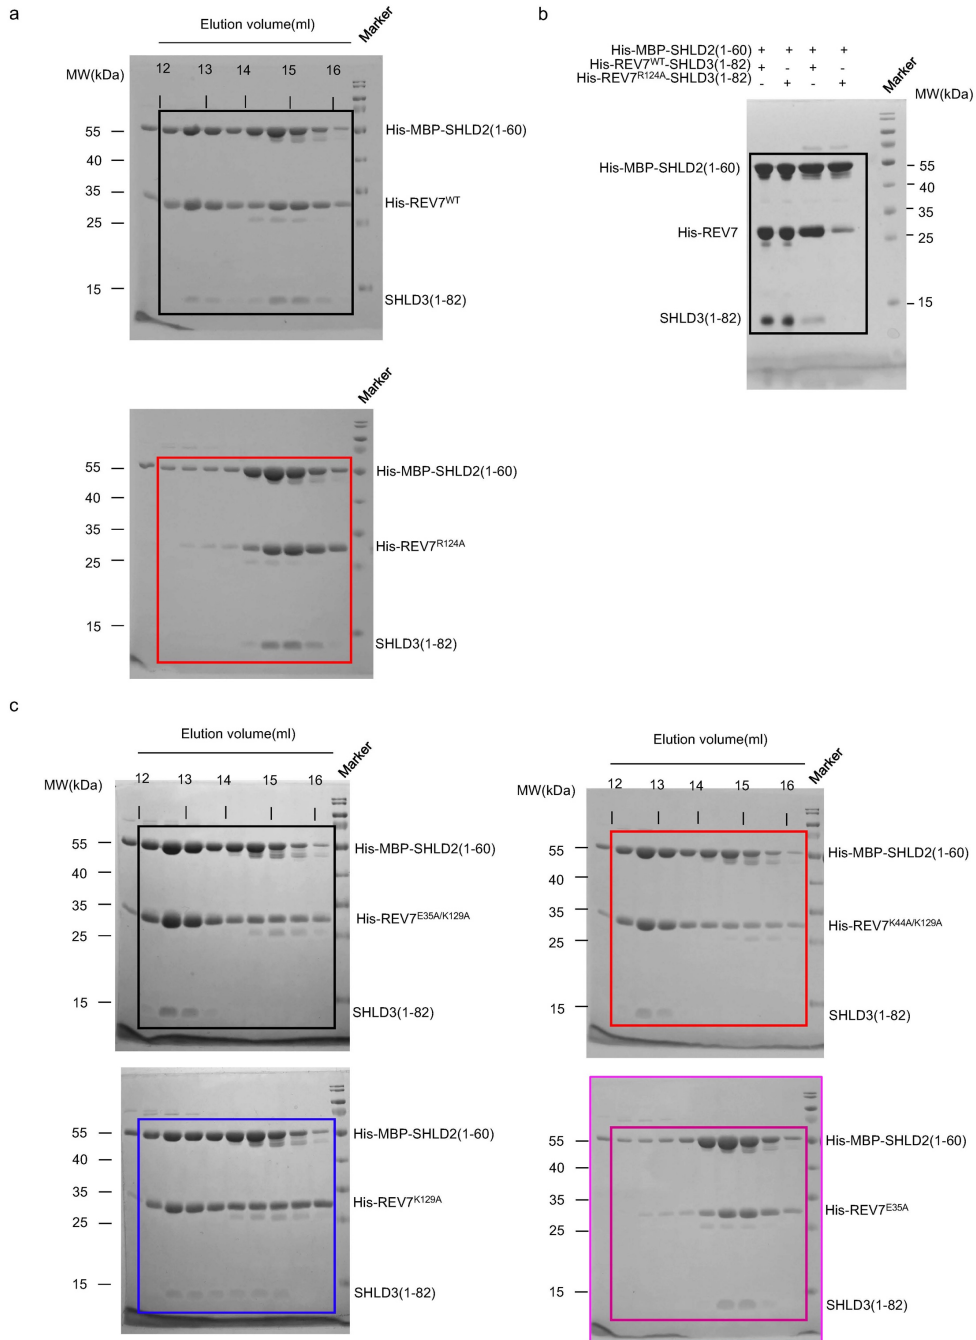 a
Elution volume(ml)
Marker
MW(kDa)
12 13 14 15 16
55
40
35
25
15
His-MBP-SHLD2(1-60)
His-REV7WT
SHLD3(1-82)
Marker
55
40
35
25
15
His-MBP-SHLD2(1-60)
His-REV7R124A
SHLD3(1-82)
b
His-MBP-SHLD2(1-60) + + + +
His-REV7WT-SHLD3(1-82) + - + -
His-REV7R124A-SHLD3(1-82) - + - +
Marker
MW(kDa)
His-MBP-SHLD2(1-60)
His-REV7
SHLD3(1-82)
55
40
35
25
15
c
Elution volume(ml)
Marker
MW(kDa)
12 13 14 15 16
55
40
35
25
15
His-MBP-SHLD2(1-60)
His-REV7E35A/K129A
SHLD3(1-82)
Elution volume(ml)
Marker
MW(kDa)
12 13 14 15 16
55
40
35
25
15
His-MBP-SHLD2(1-60)
His-REV7K44A/K129A
SHLD3(1-82)
55
40
35
25
15
His-MBP-SHLD2(1-60)
His-REV7K129A
SHLD3(1-82)
55
40
35
25
15
His-MBP-SHLD2(1-60)
His-REV7E35A
SHLD3(1-82)